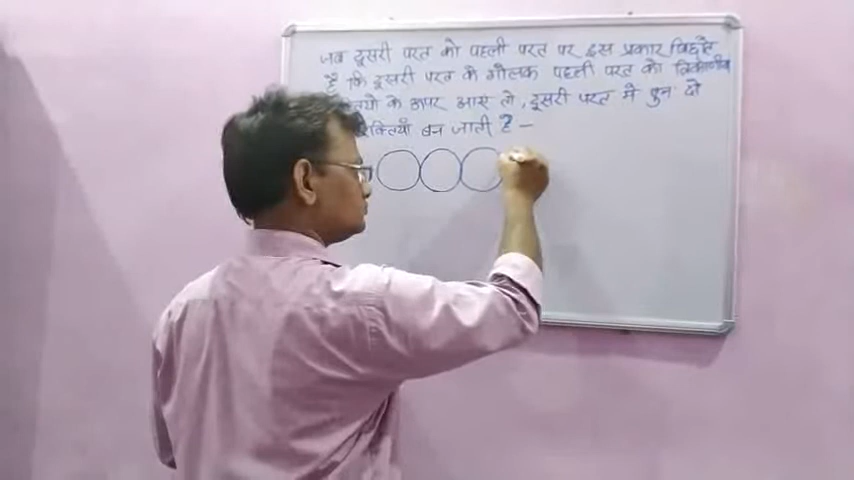 जब दूसरी परत को पहली परत पर इस प्रकार बिछाते
है कि दूसरी परत के गोलक पहली परत को त्रिकोणीय
के ऊपर आए तो, दूसरी परत में पुनः दो
बन जाती है -